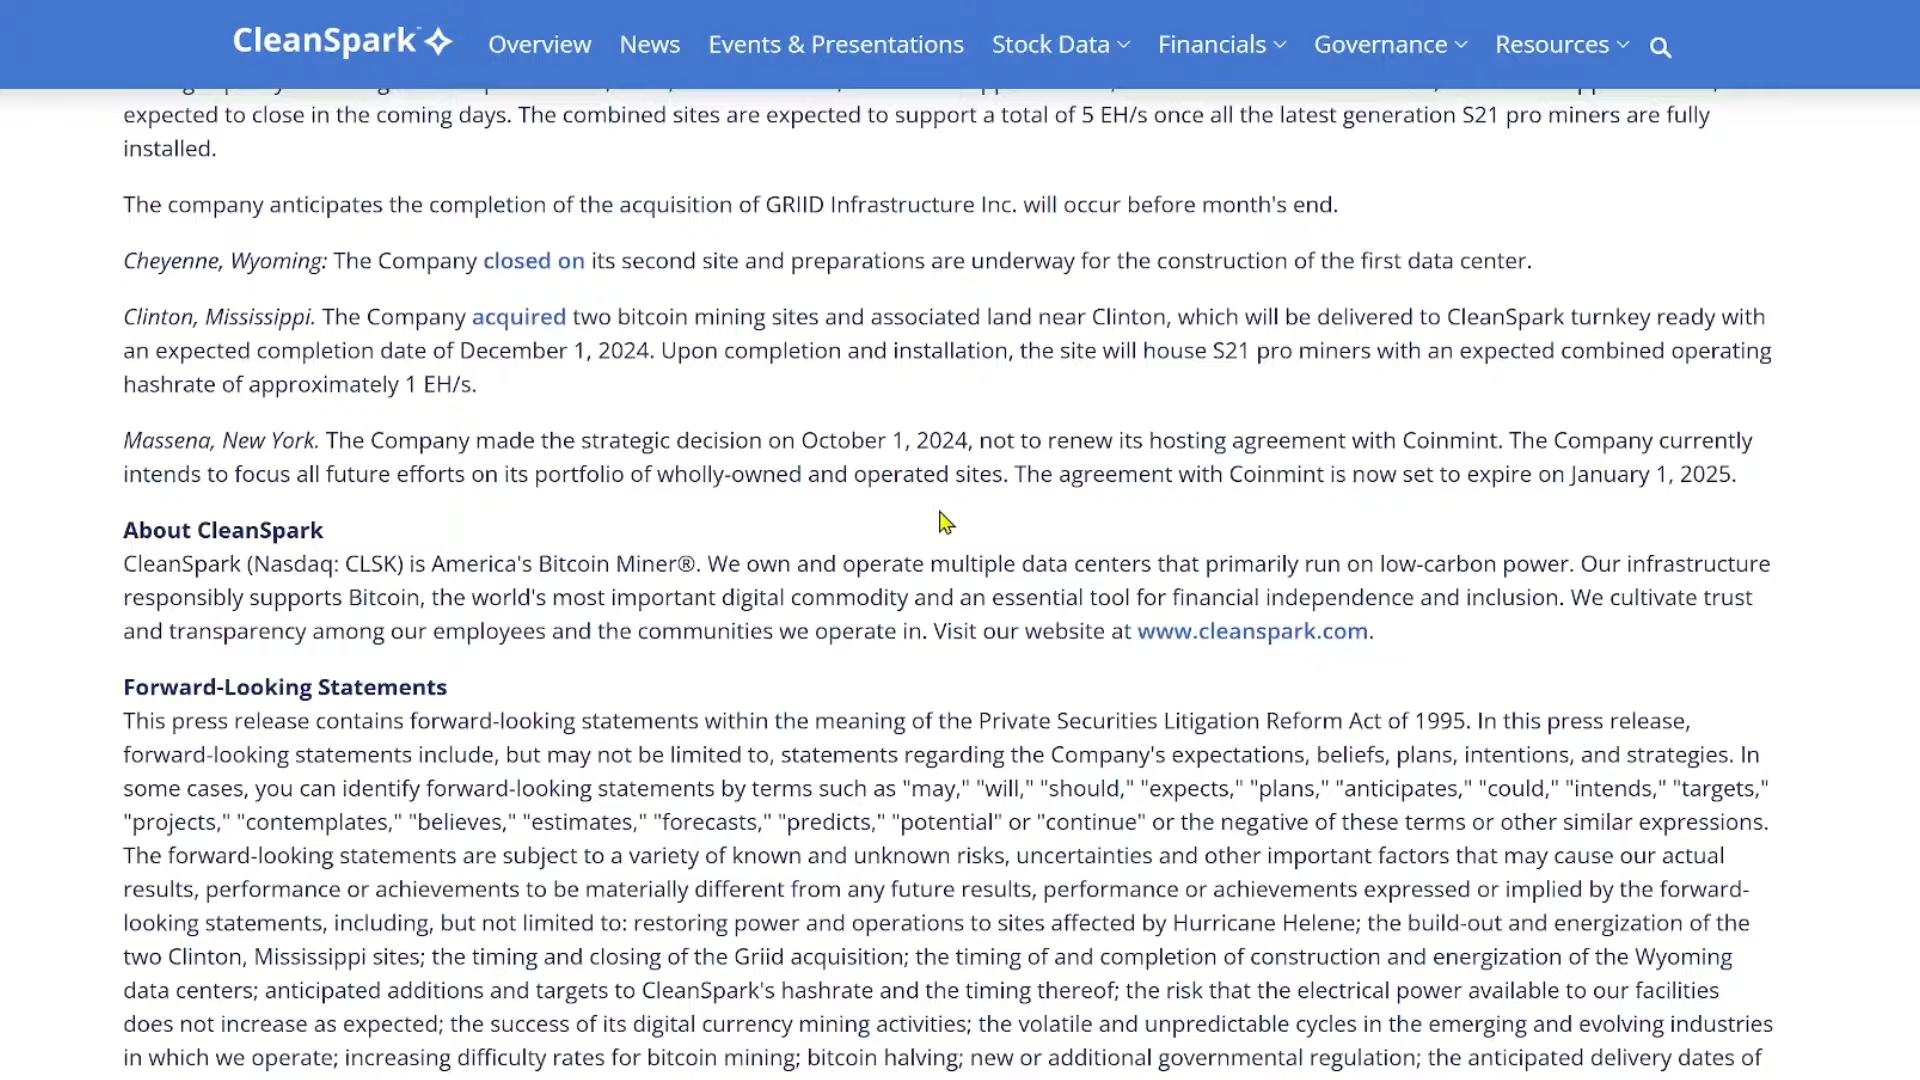 CleanSpark
Overview News Events & Presentations Stock Data Financials Governance Resources
expected to close in the coming days. The combined sites are expected to support a total of 5 EH/s once all the latest generation S21 pro miners are fully
installed.
The company anticipates the completion of the acquisition of GRIID Infrastructure Inc. will occur before month's end.
Cheyenne, Wyoming: The Company closed on its second site and preparations are underway for the construction of the first data center.
Clinton, Mississippi. The Company acquired two bitcoin mining sites and associated land near Clinton, which will be delivered to CleanSpark turnkey ready with
an expected completion date of December 1, 2024. Upon completion and installation, the site will house S21 pro miners with an expected combined operating
hashrate of approximately 1 EH/s.
Massena, New York. The Company made the strategic decision on October 1, 2024, not to renew its hosting agreement with Coinmint. The Company currently
intends to focus all future efforts on its portfolio of wholly-owned and operated sites. The agreement with Coinmint is now set to expire on January 1, 2025.
About CleanSpark
CleanSpark (Nasdaq: CLSK) is America's Bitcoin Miner®. We own and operate multiple data centers that primarily run on low-carbon power. Our infrastructure
responsibly supports Bitcoin, the world's most important digital commodity and an essential tool for financial independence and inclusion. We cultivate trust
and transparency among our employees and the communities we operate in. Visit our website at www.cleanspark.com.
Forward-Looking Statements
This press release contains forward-looking statements within the meaning of the Private Securities Litigation Reform Act of 1995. In this press release,
forward-looking statements include, but may not be limited to, statements regarding the Company's expectations, beliefs, plans, intentions, and strategies. In
some cases, you can identify forward-looking statements by terms such as "may," "will," "should," "expects," "plans," "anticipates," "could," "intends," "targets,"
"projects," "contemplates," "believes," "estimates," "forecasts," "predicts," "potential" or "continue" or the negative of these terms or other similar expressions.
The forward-looking statements are subject to a variety of known and unknown risks, uncertainties and other important factors that may cause our actual
results, performance or achievements to be materially different from any future results, performance or achievements expressed or implied by the forward-
looking statements, including, but not limited to: restoring power and operations to sites affected by Hurricane Helene; the build-out and energization of the
two Clinton, Mississippi sites; the timing and closing of the Griid acquisition; the timing of and completion of construction and energization of the Wyoming
data centers; anticipated additions and targets to CleanSpark's hashrate and the timing thereof; the risk that the electrical power available to our facilities
does not increase as expected; the success of its digital currency mining activities; the volatile and unpredictable cycles in the emerging and evolving industries
in which we operate; increasing difficulty rates for bitcoin mining; bitcoin halving; new or additional governmental regulation; the anticipated delivery dates of